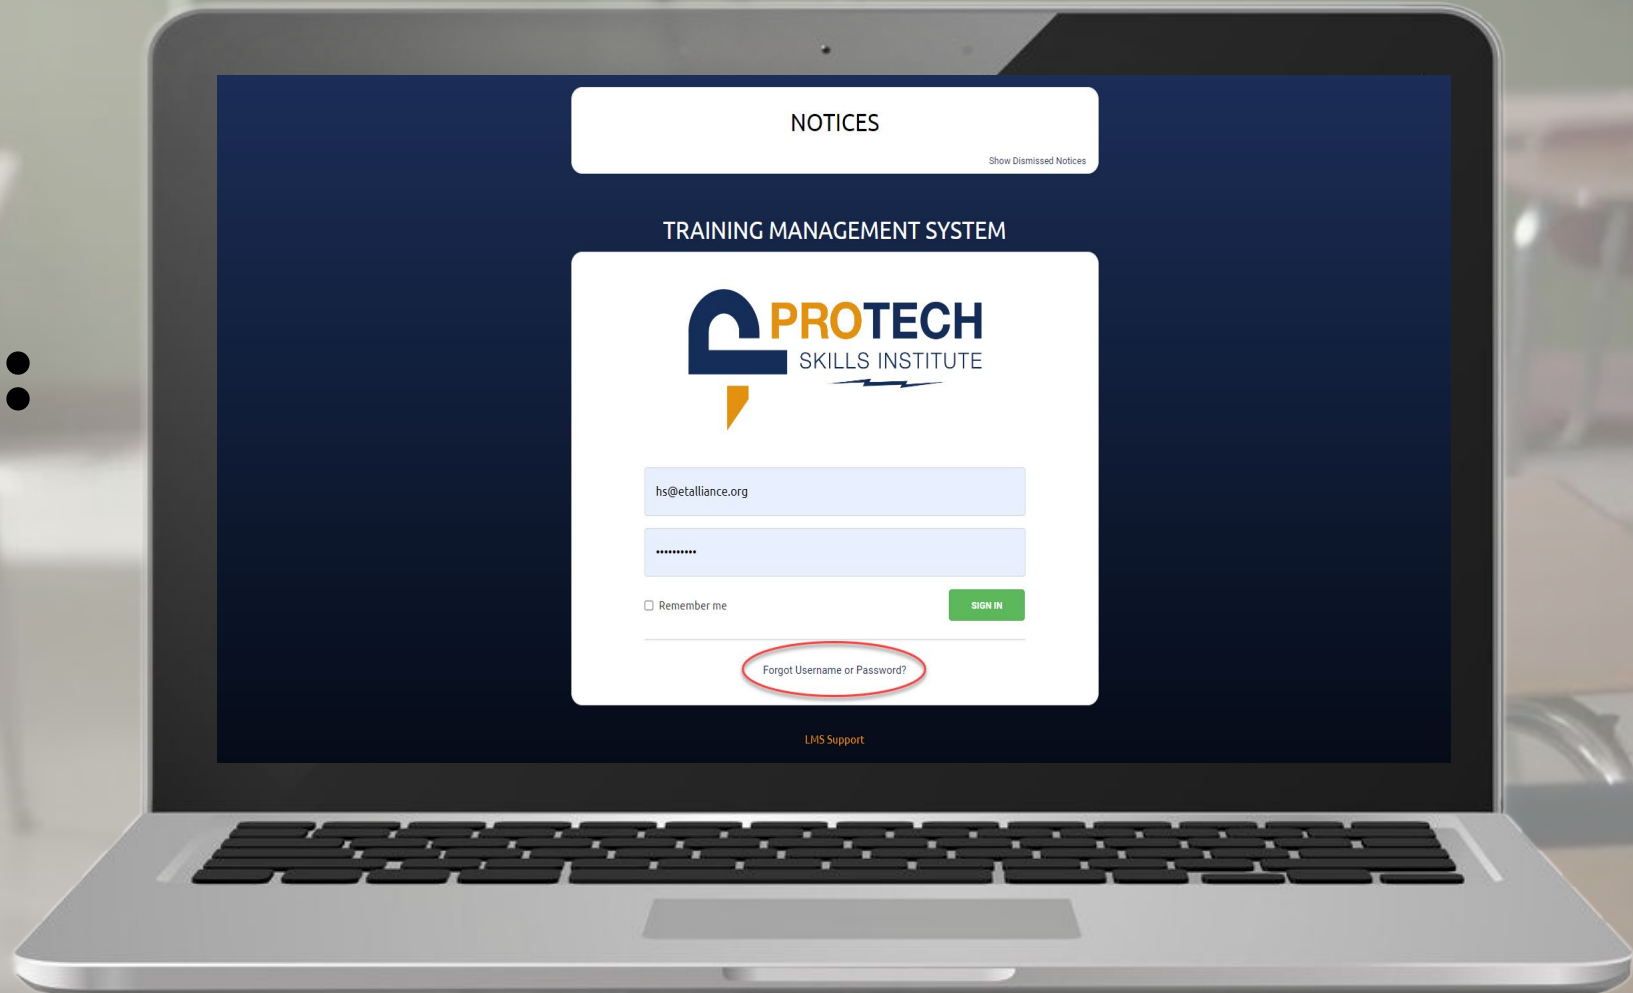 NOTICES
Show Dismissed Notices
TRAINING MANAGEMENT SYSTEM
PROTECH
SKILLS INSTITUTE
hs@etalliance.org
••••••••••
Remember me
SIGN IN
Forgot Username or Password?
LMS Support